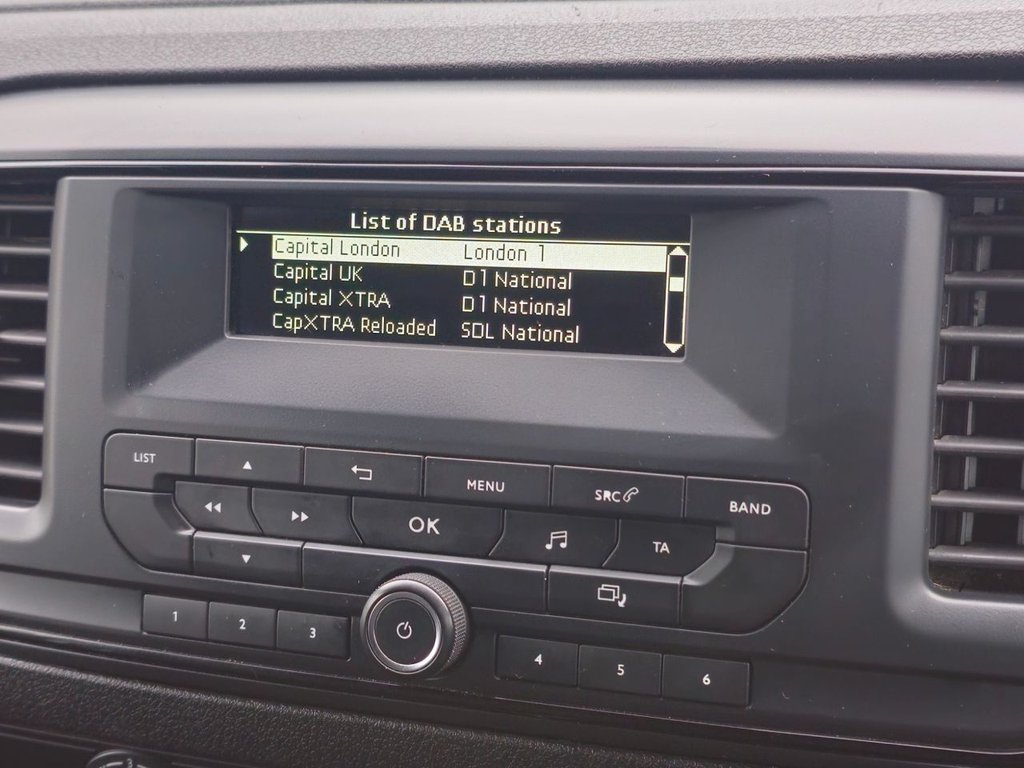 List of DAB stations
Capital London London 1
Capital UK D1 National
Capital XTRA D1 National
CapXTRA Reloaded SDL National
LIST MENU SRC BAND
OK TA
1 2 3
4 5 6
3